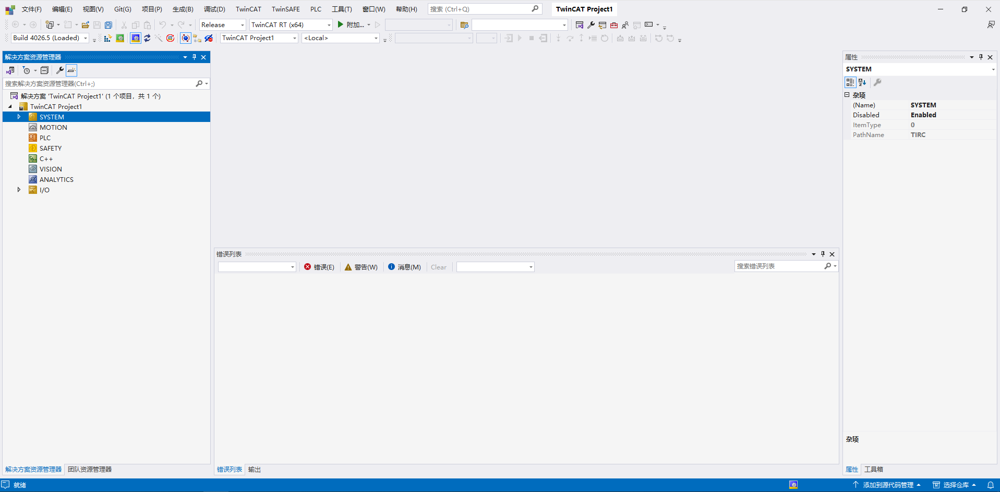 文件(F) 编辑(E) 视图(V) Git(G) 项目(P) 生成(B) 调试(D) TwinCAT TwinSAFE PLC 工具(T) 窗口(W) 帮助(H) 搜索 (Ctrl+Q) TwinCAT Project1
Release TwinCAT RT (x64) 附加...
Build 4026.5 (Loaded) TwinCAT Project1 <Local>
解决方案资源管理器
搜索解决方案资源管理器(Ctrl+;)
解决方案 'TwinCAT Project1' (1 个项目，共 1 个)
TwinCAT Project1
SYSTEM
MOTION
PLC
SAFETY
C++
VISION
ANALYTICS
I/O
解决方案资源管理器 团队资源管理器
错误列表
错误(E) 警告(W) 消息(M) Clear 搜索错误列表
错误列表 输出
属性
SYSTEM
杂项
(Name) SYSTEM
Disabled Enabled
ItemType 0
PathName TIRC
杂项
属性 工具箱
就绪 添加到源代码管理 选择仓库